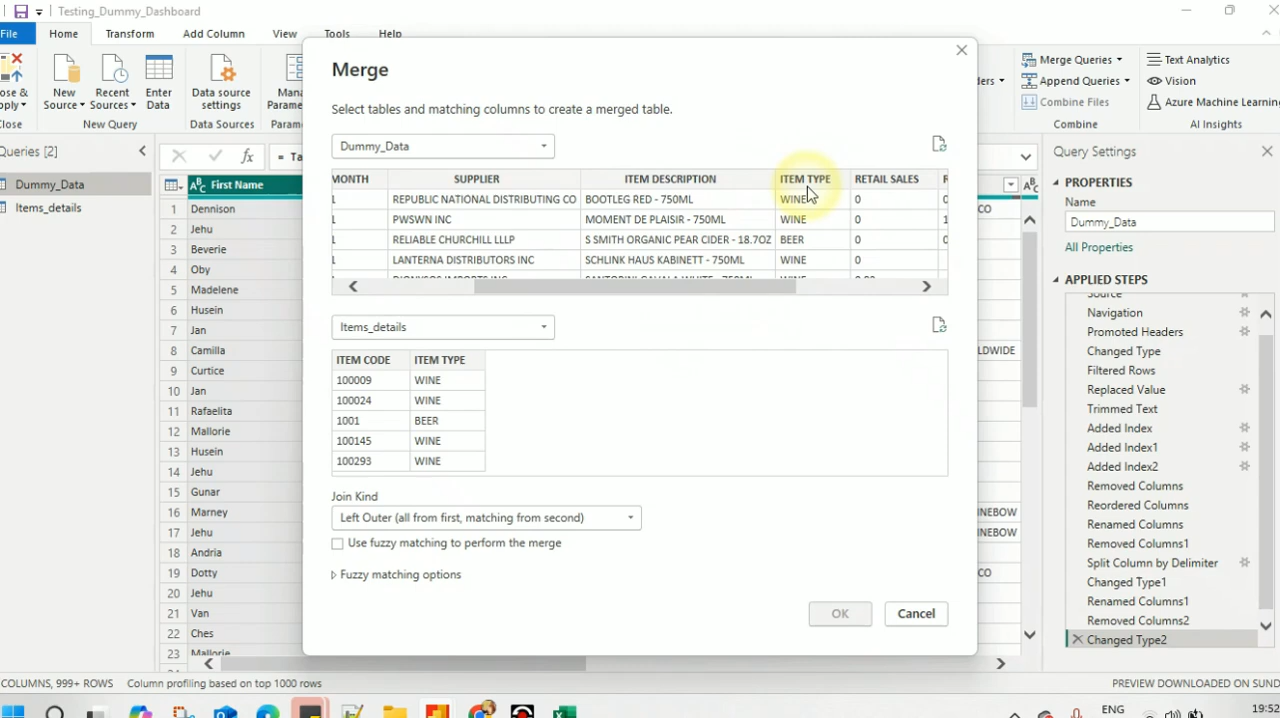 Testing_Dummy_Dashboard
File Home Transform Add Column View Tools Help
New Source
Recent Sources
Enter Data
Data source settings
Merge Queries
Append Queries
Combine Files
Text Analytics
Vision
Azure Machine Learning
Close New Query Data Sources Combine AI Insights
Queries [2]
Dummy_Data
Items_details
First Name
1 Dennison
2 Jehu
3 Beverie
4 Oby
5 Madelene
6 Husein
7 Jan
8 Camilla
9 Curtice
10 Jan
11 Rafaelita
12 Mallorie
13 Husein
14 Jehu
15 Gunar
16 Marney
17 Jehu
18 Andria
19 Dotty
20 Jehu
21 Van
22 Ches
23 Mallorie
Merge
Select tables and matching columns to create a merged table.
Dummy_Data
MONTH SUPPLIER ITEM DESCRIPTION ITEM TYPE RETAIL SALES
1 REPUBLIC NATIONAL DISTRIBUTING CO BOOTLEG RED - 750ML WINE 0
1 PWSWN INC MOMENT DE PLAISIR - 750ML WINE 0
1 RELIABLE CHURCHILL LLLP S SMITH ORGANIC PEAR CIDER - 18.7OZ BEER 0
1 LANTERNA DISTRIBUTORS INC SCHLINK HAUS KABINETT - 750ML WINE 0
Items_details
ITEM CODE ITEM TYPE
100009 WINE
100024 WINE
1001 BEER
100145 WINE
100293 WINE
Join Kind
Left Outer (all from first, matching from second)
Use fuzzy matching to perform the merge
Fuzzy matching options
OK Cancel
Query Settings
PROPERTIES
Name
Dummy_Data
All Properties
APPLIED STEPS
Source
Navigation
Promoted Headers
Changed Type
Filtered Rows
Replaced Value
Trimmed Text
Added Index
Added Index1
Added Index2
Removed Columns
Reordered Columns
Renamed Columns
Removed Columns1
Split Column by Delimiter
Changed Type1
Renamed Columns1
Removed Columns2
Changed Type2
COLUMNS, 999+ ROWS Column profiling based on top 1000 rows
PREVIEW DOWNLOADED ON SUND
ENG 19:52